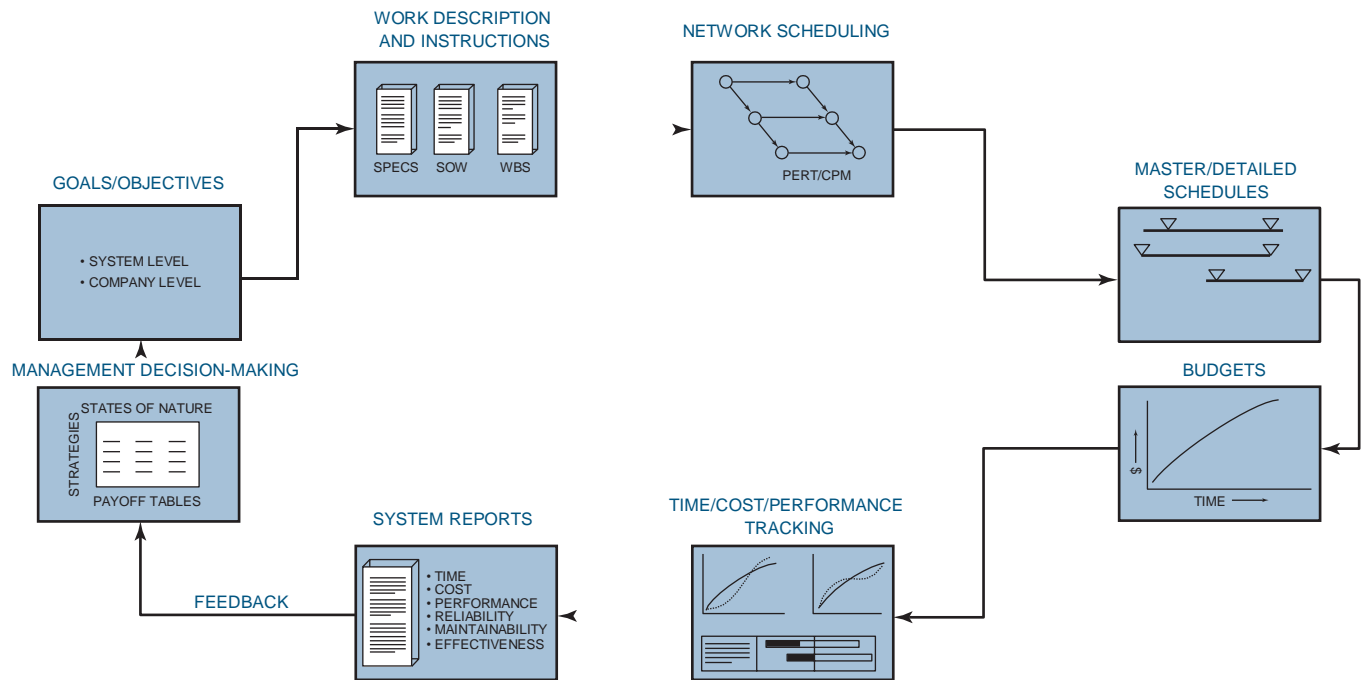 WORK DESCRIPTION
AND INSTRUCTIONS
SPECS
SOW
WBS
NETWORK SCHEDULING
PERT/CPM
GOALS/OBJECTIVES
• SYSTEM LEVEL
• COMPANY LEVEL
MASTER/DETAILED
SCHEDULES
MANAGEMENT DECISION-MAKING
STATES OF NATURE
STRATEGIES
PAYOFF TABLES
BUDGETS
$
TIME
SYSTEM REPORTS
• TIME
• COST
• PERFORMANCE
• RELIABILITY
• MAINTAINABILITY
• EFFECTIVENESS
TIME/COST/PERFORMANCE
TRACKING
FEEDBACK